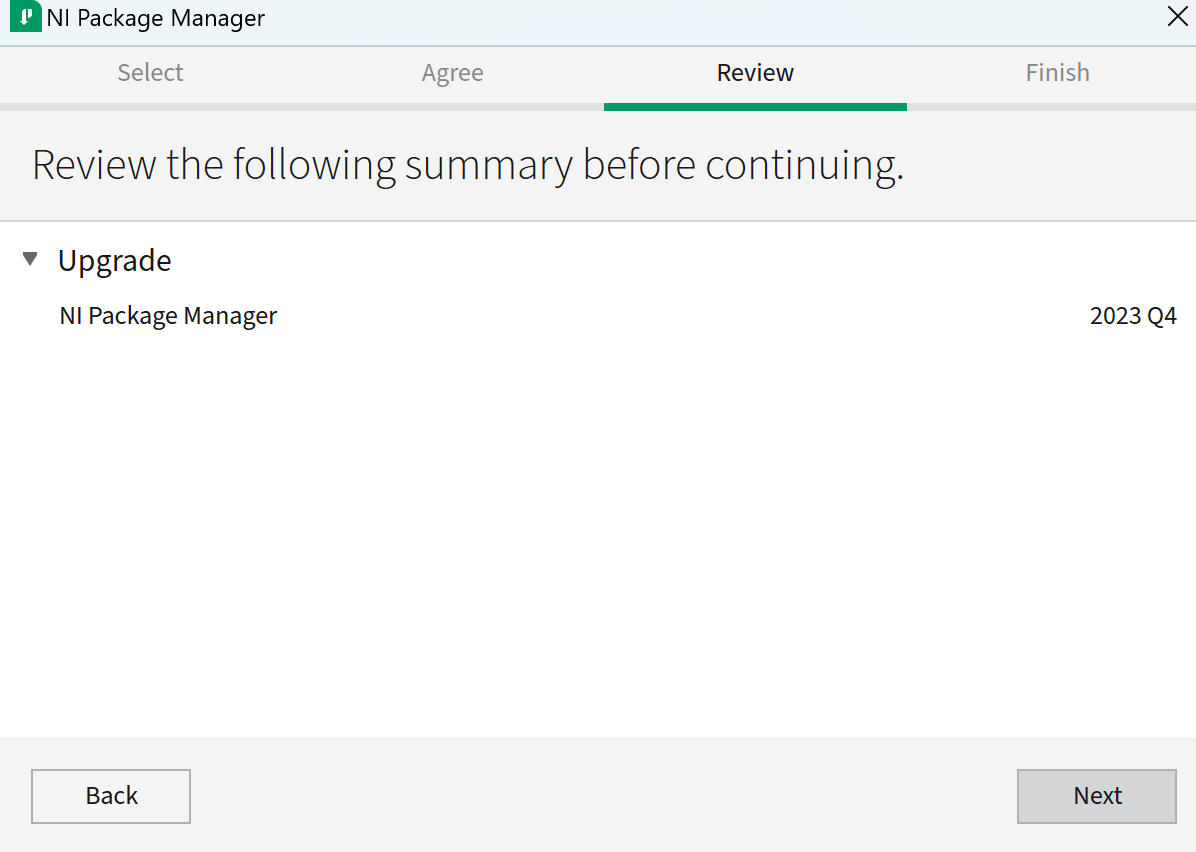 NI Package Manager
Select Agree Review Finish
Review the following summary before continuing.
Upgrade
NI Package Manager 2023 Q4
Back Next